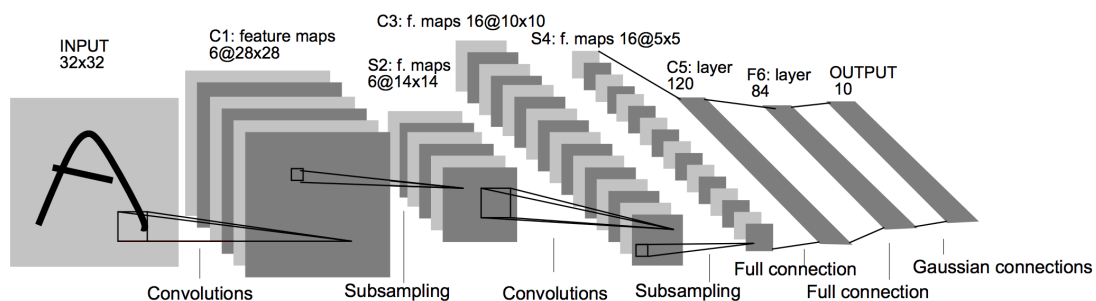 INPUT
32x32
C1: feature maps
6@28x28
S2: f. maps
6@14x14
C3: f. maps 16@10x10
S4: f. maps 16@5x5
C5: layer
120
F6: layer
84
OUTPUT
10
Convolutions
Subsampling
Convolutions
Subsampling
Full connection
Full connection
Gaussian connections
A